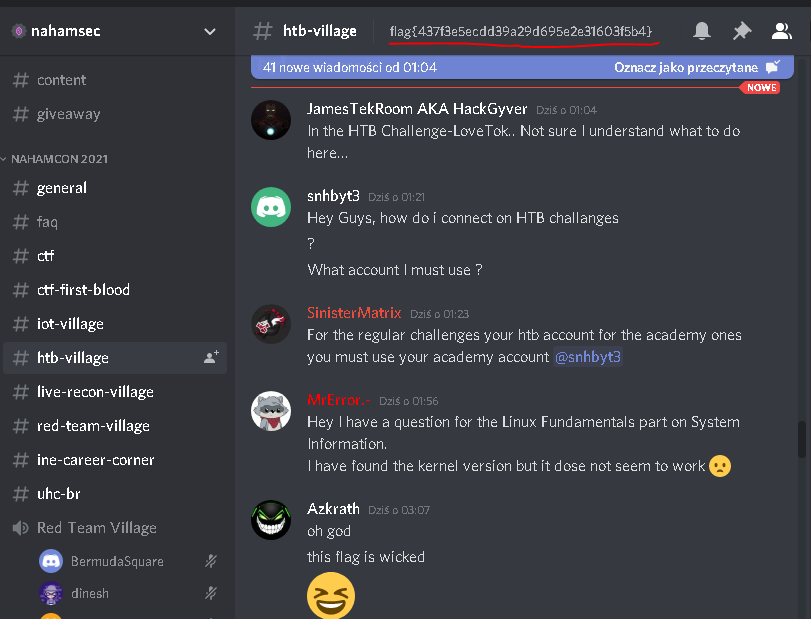 nahamsec
content
giveaway
NAHAMCON 2021
general
faq
ctf
ctf-first-blood
iot-village
htb-village
live-recon-village
red-team-village
ine-career-corner
uhc-br
Red Team Village
BermudaSquare
dinesh
htb-village
flag{437f3e5ecdd39a29d695e2e31603f5b4}
41 nowe wiadomości od 01:04 Oznacz jako przeczytane
NOWE
JamesTekRoom AKA HackGyver Dziś o 01:04
In the HTB Challenge-LoveTok.. Not sure I understand what to do
here...
snhbyt3 Dziś o 01:21
Hey Guys, how do i connect on HTB challanges
?
What account I must use ?
SinisterMatrix Dziś o 01:23
For the regular challenges your htb account for the academy ones
you must use your academy account @snhbyt3
MrError.- Dziś o 01:56
Hey I have a question for the Linux Fundamentals part on System
Information.
I have found the kernel version but it dose not seem to work
Azkrath Dziś o 03:07
oh god
this flag is wicked